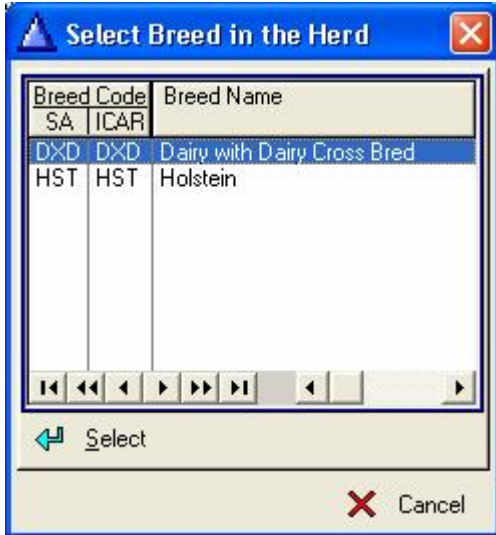 Select Breed in the Herd
Breed Code Breed Name
SA ICAR
DXD DXD Dairy with Dairy Cross Bred
HST HST Holstein
Select
Cancel